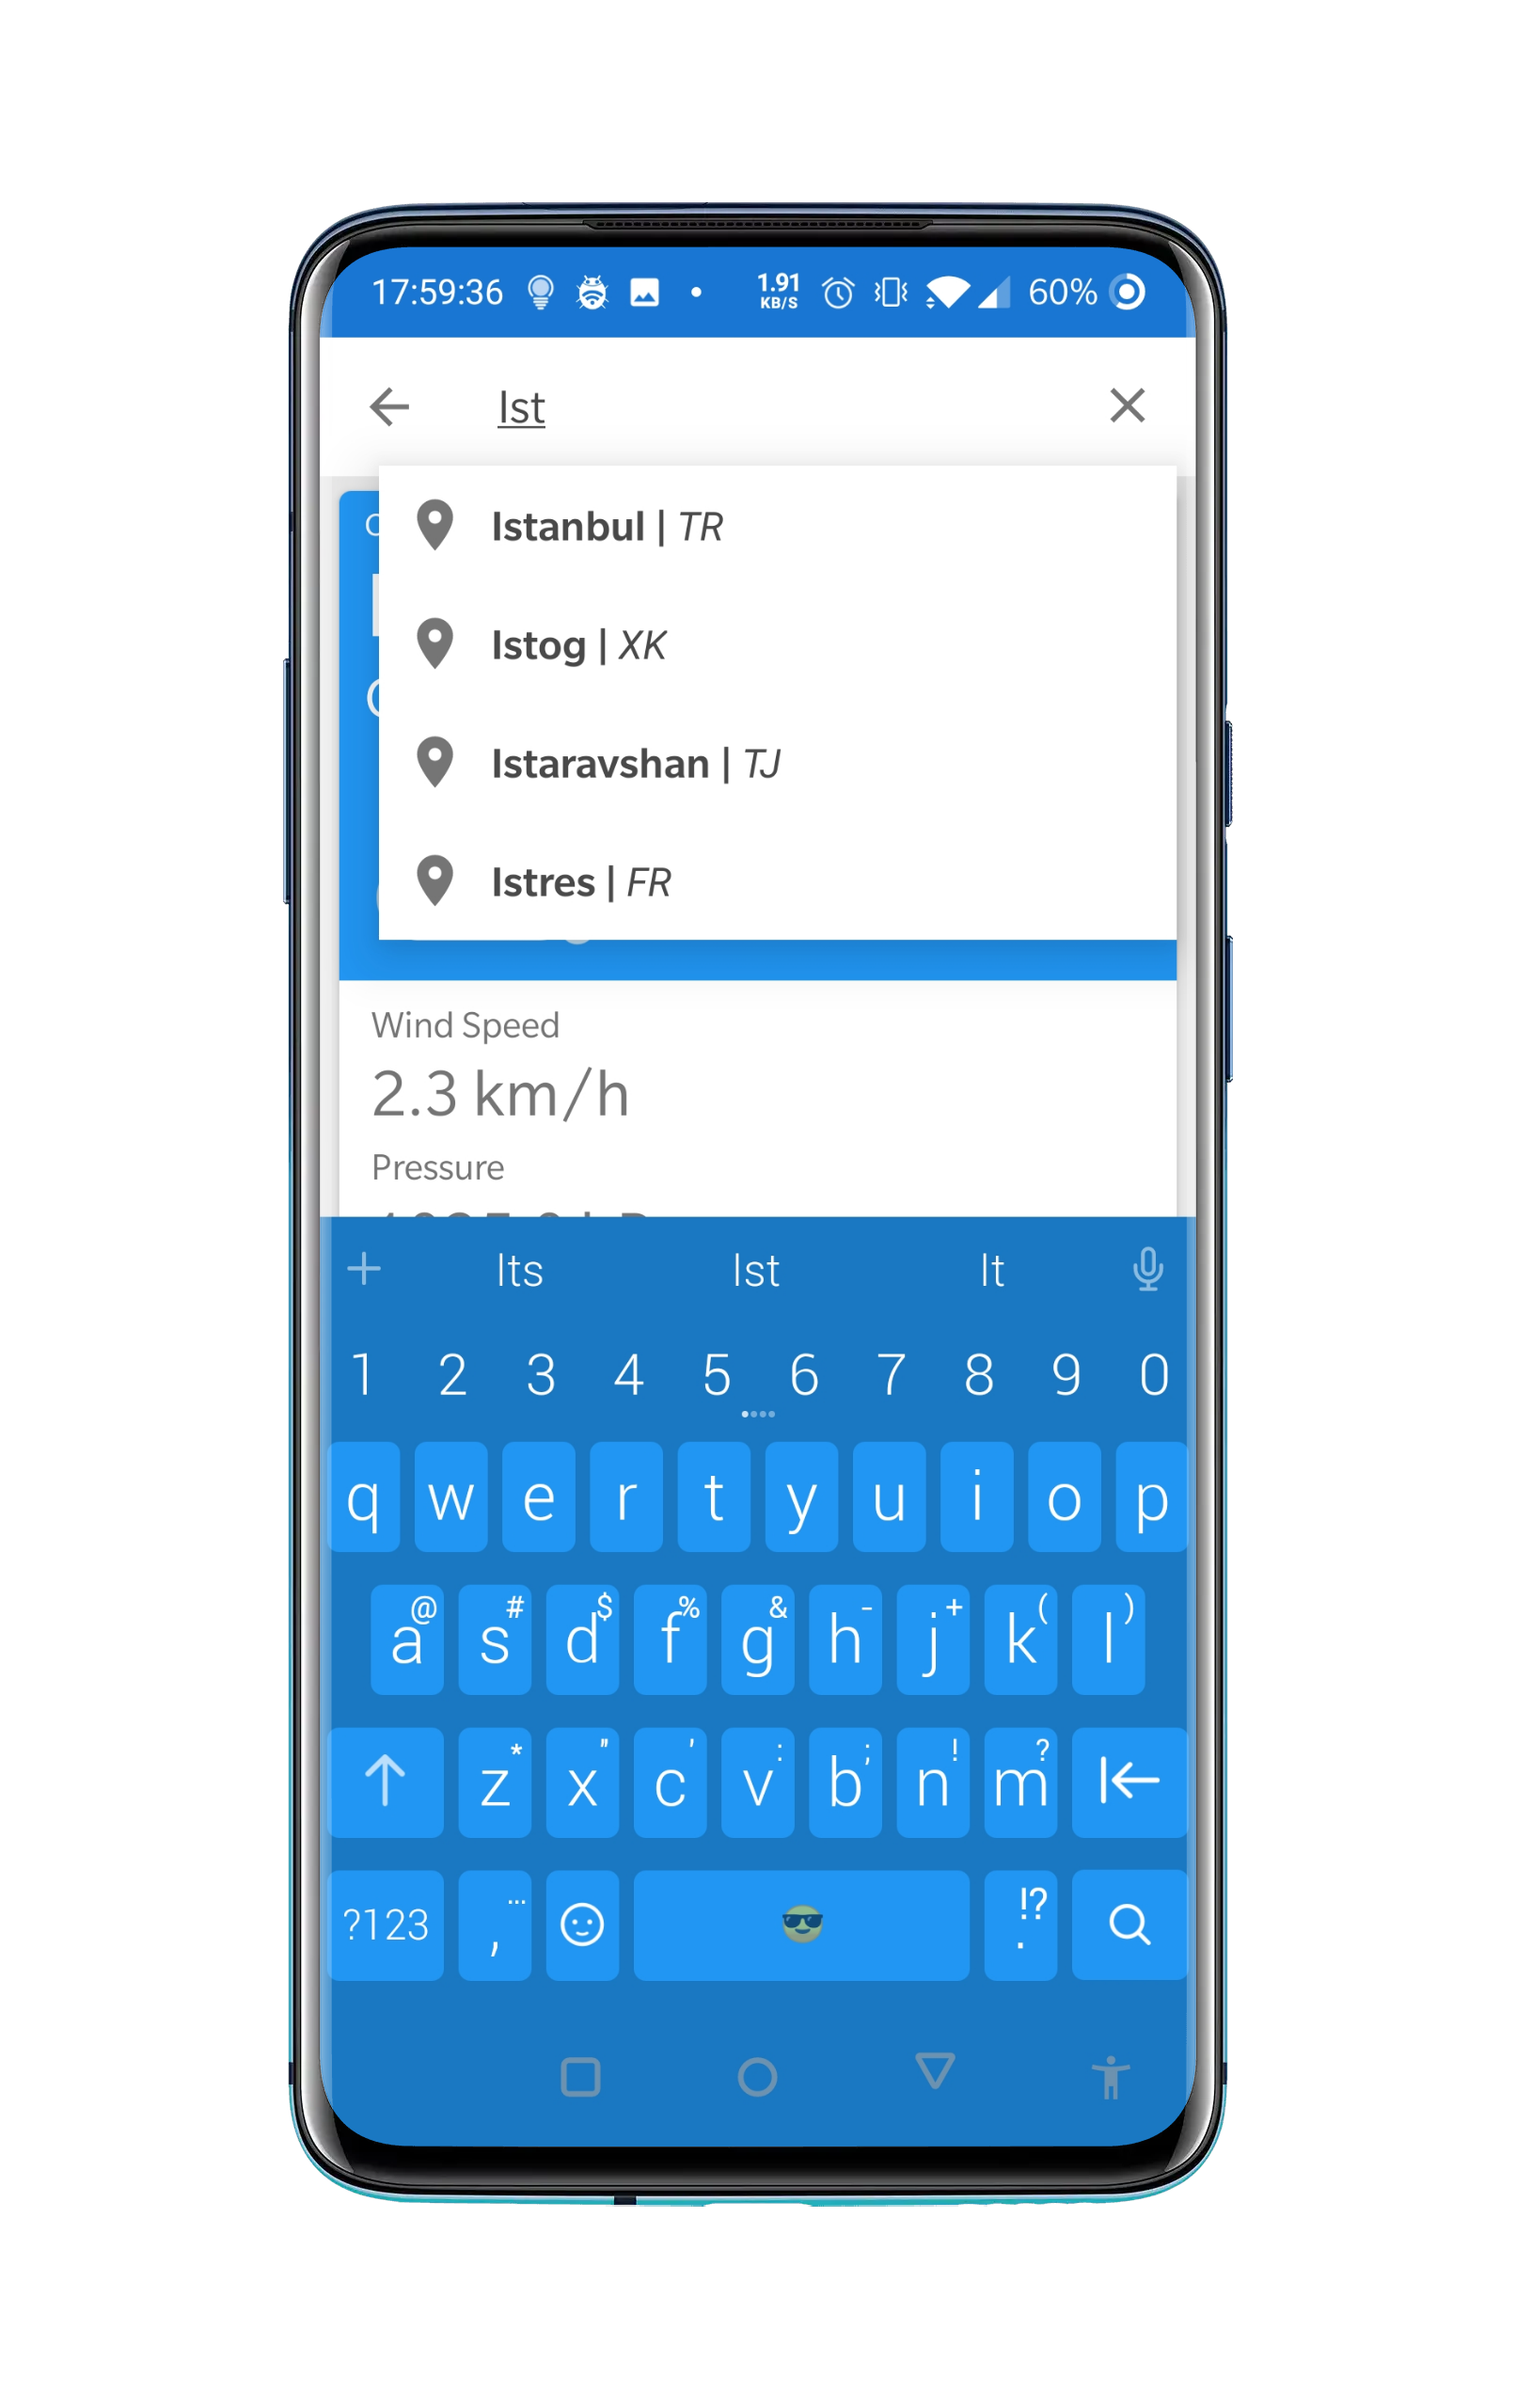 17:59:36 1.91 KB/S 60%
Ist
Istanbul | TR
Istog | XK
Istaravshan | TJ
Istres | FR
Wind Speed
2.3 km/h
Pressure
Its Ist It
1 2 3 4 5 6 7 8 9 0
q w e r t y u i o p
@ # $ % & - + ( )
a s d f g h j k l
* " ' : ; ! ?
z x c v b n m
?123 , ... !? .